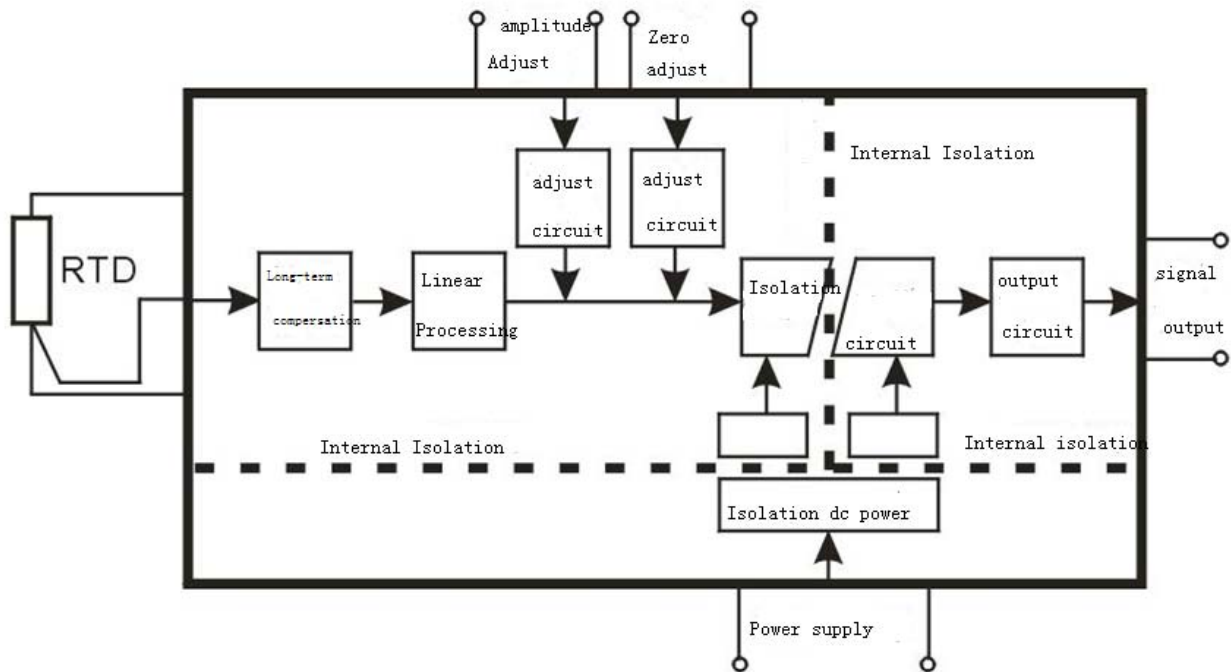 amplitude
Adjust
Zero
adjust
Internal Isolation
adjust
circuit
adjust
circuit
RTD
Long-term
compersation
Linear
Processing
Isolation
circuit
output
circuit
signal
output
Internal Isolation
Internal isolation
Isolation dc power
Power supply